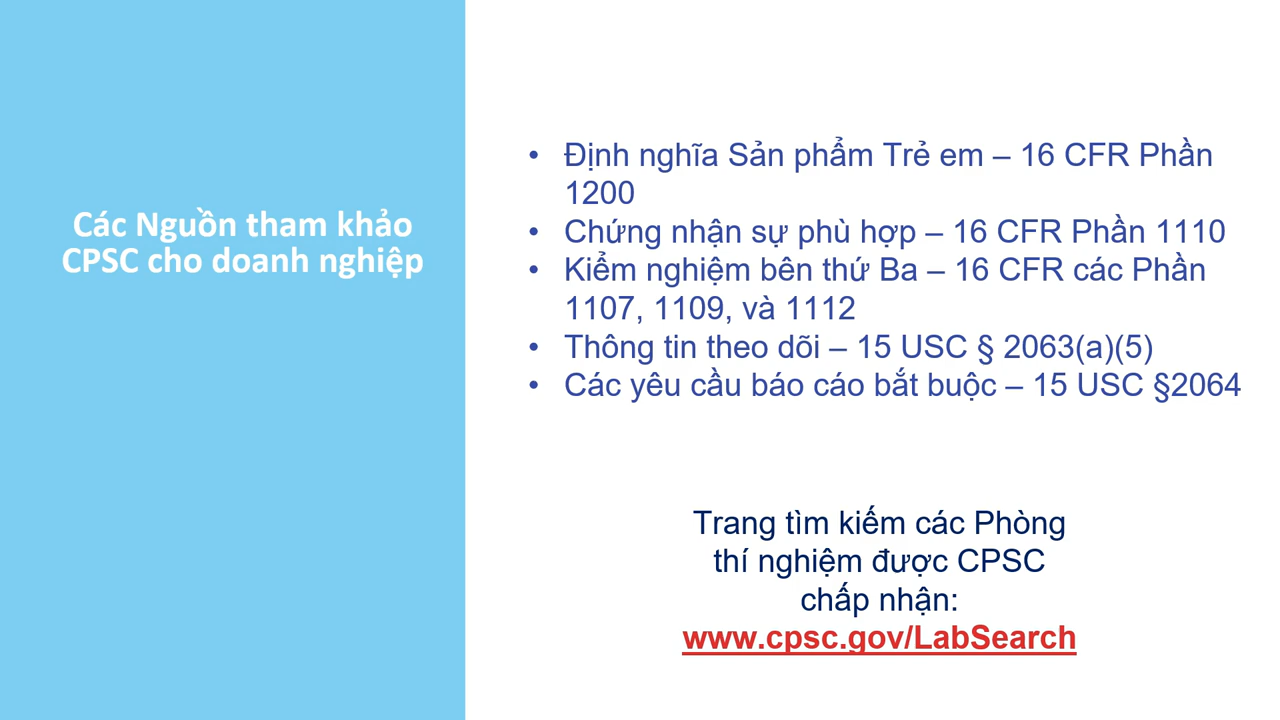 Các Nguồn tham khảo
CPSC cho doanh nghiệp
• Định nghĩa Sản phẩm Trẻ em – 16 CFR Phần
1200
• Chứng nhận sự phù hợp – 16 CFR Phần 1110
• Kiểm nghiệm bên thứ Ba – 16 CFR các Phần
1107, 1109, và 1112
• Thông tin theo dõi – 15 USC § 2063(a)(5)
• Các yêu cầu báo cáo bắt buộc – 15 USC §2064
Trang tìm kiếm các Phòng
thí nghiệm được CPSC
chấp nhận:
www.cpsc.gov/LabSearch